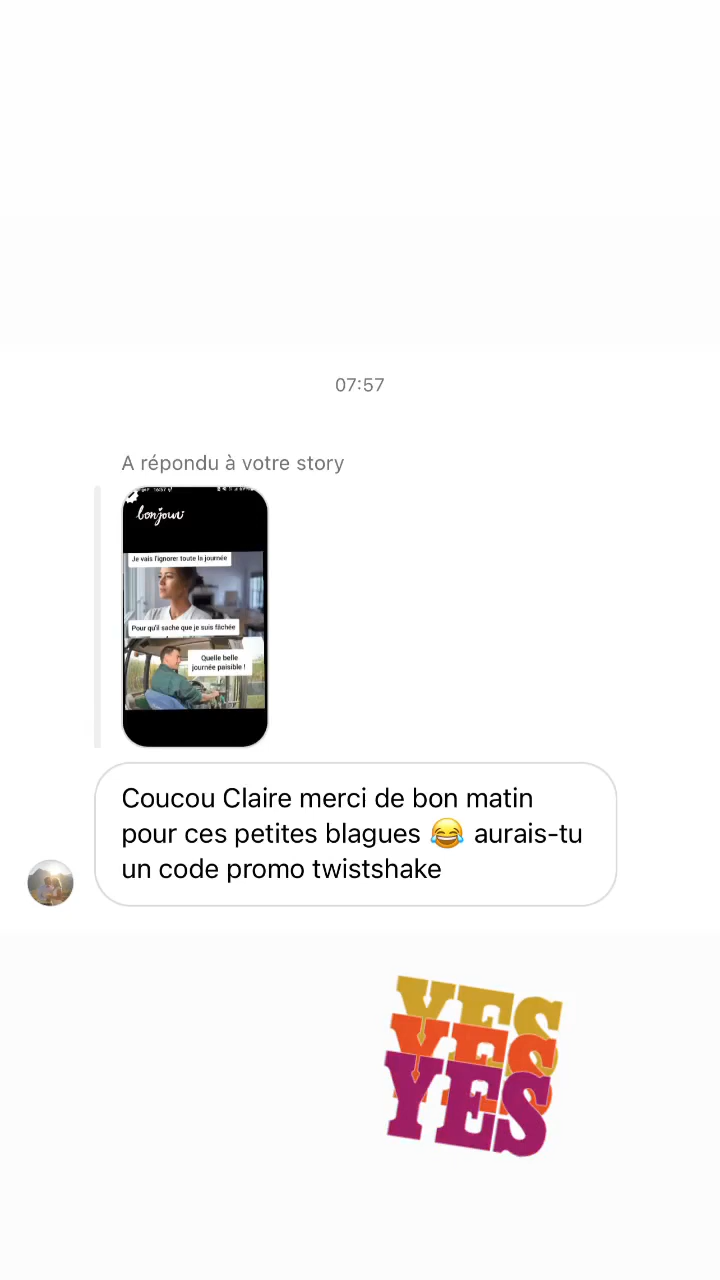 07:57
A répondu à votre story
bonjour
Je vais l'ignorer toute la journée
Pour qu'il sache que je suis fâchée
Quelle belle
journée paisible !
Coucou Claire merci de bon matin
pour ces petites blagues 😂 aurais-tu
un code promo twistshake
YES
YES
YES